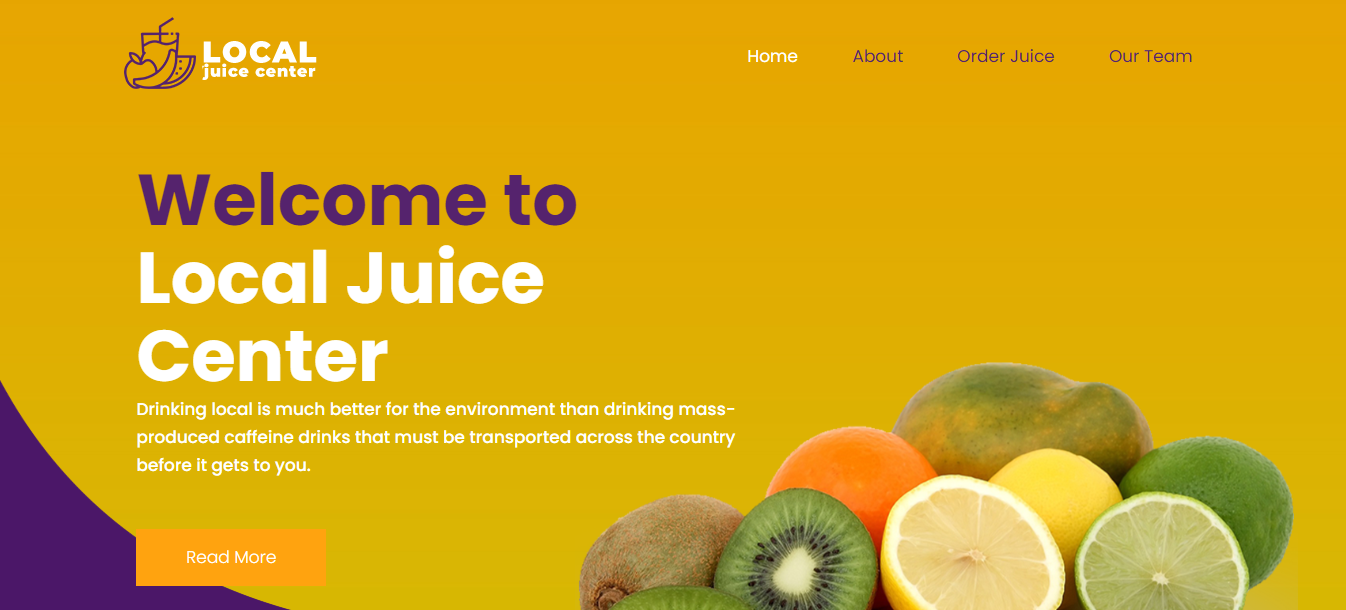 LOCAL
juice center
Home About Order Juice Our Team
Welcome to
Local Juice
Center
Drinking local is much better for the environment than drinking mass-
produced caffeine drinks that must be transported across the country
before it gets to you.
Read More